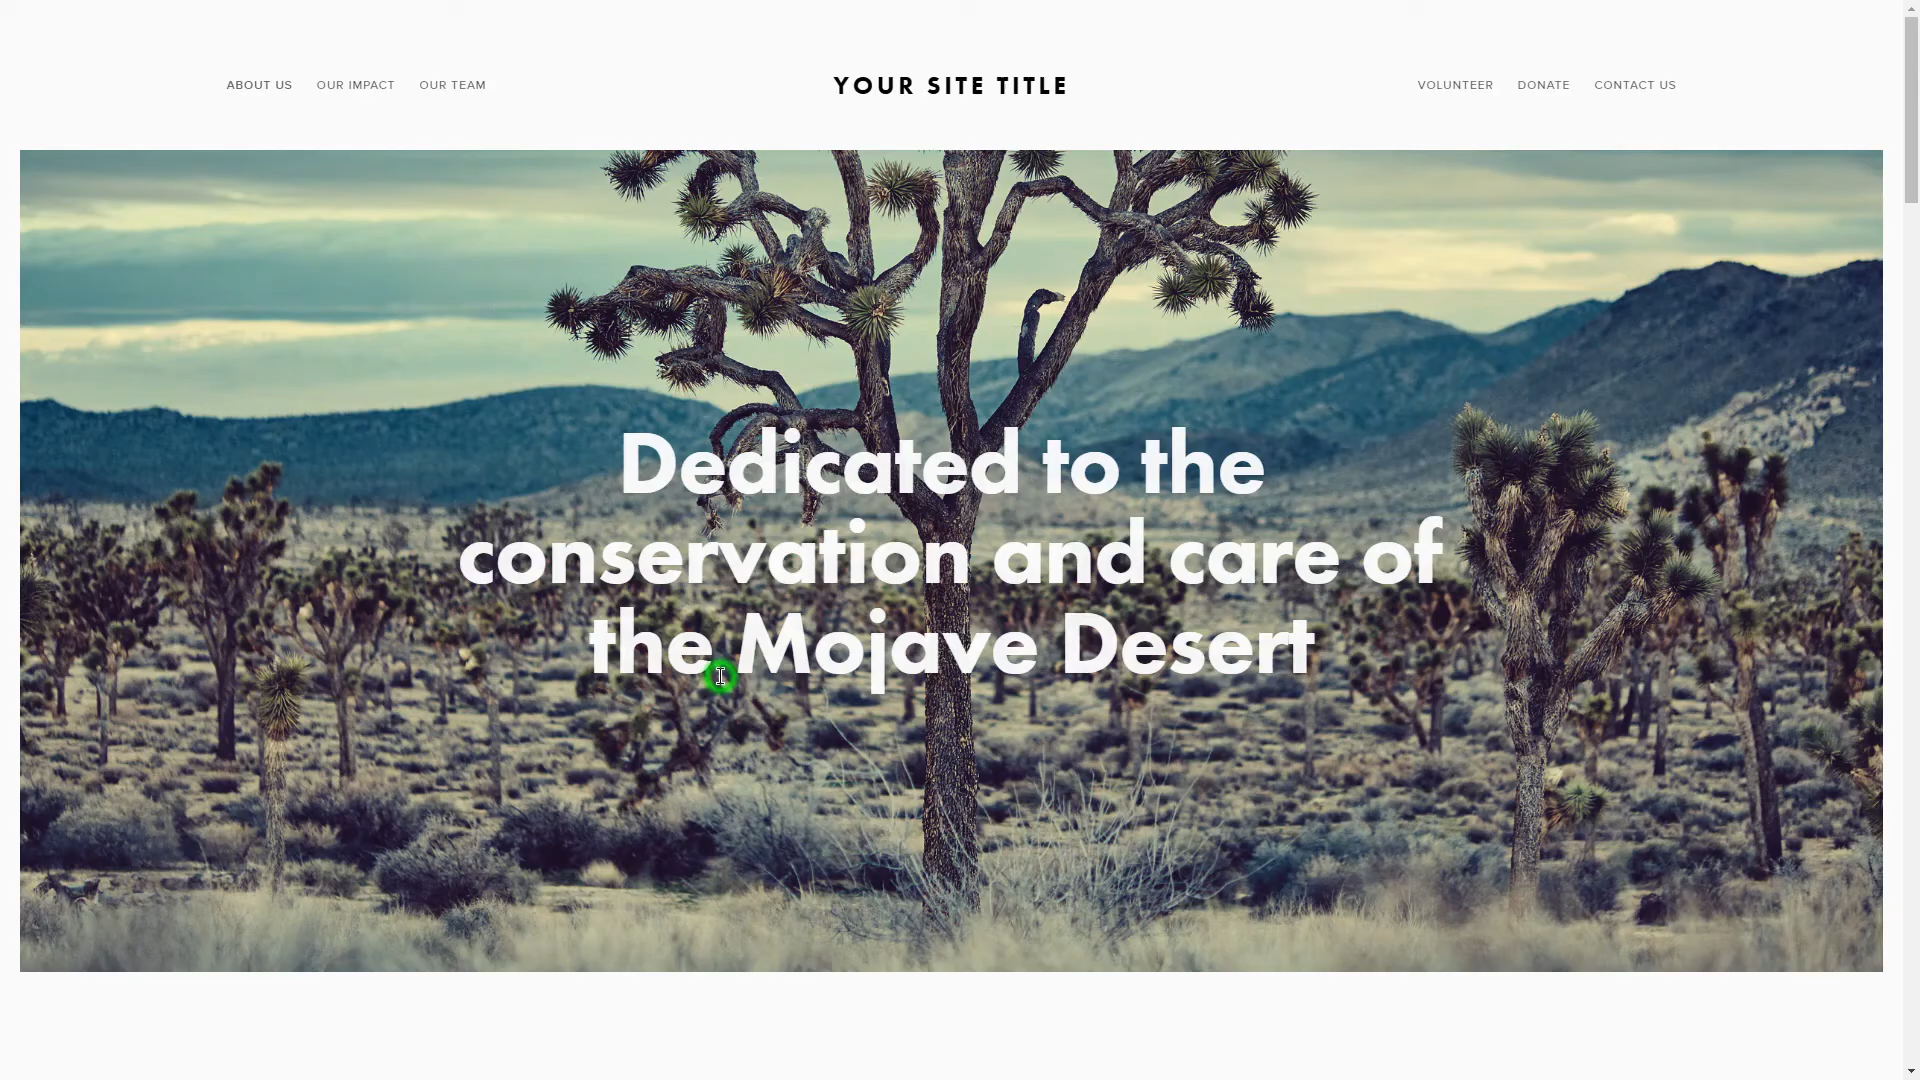 ABOUT US OUR IMPACT OUR TEAM YOUR SITE TITLE VOLUNTEER DONATE CONTACT US
Dedicated to the
conservation and care of
the Mojave Desert